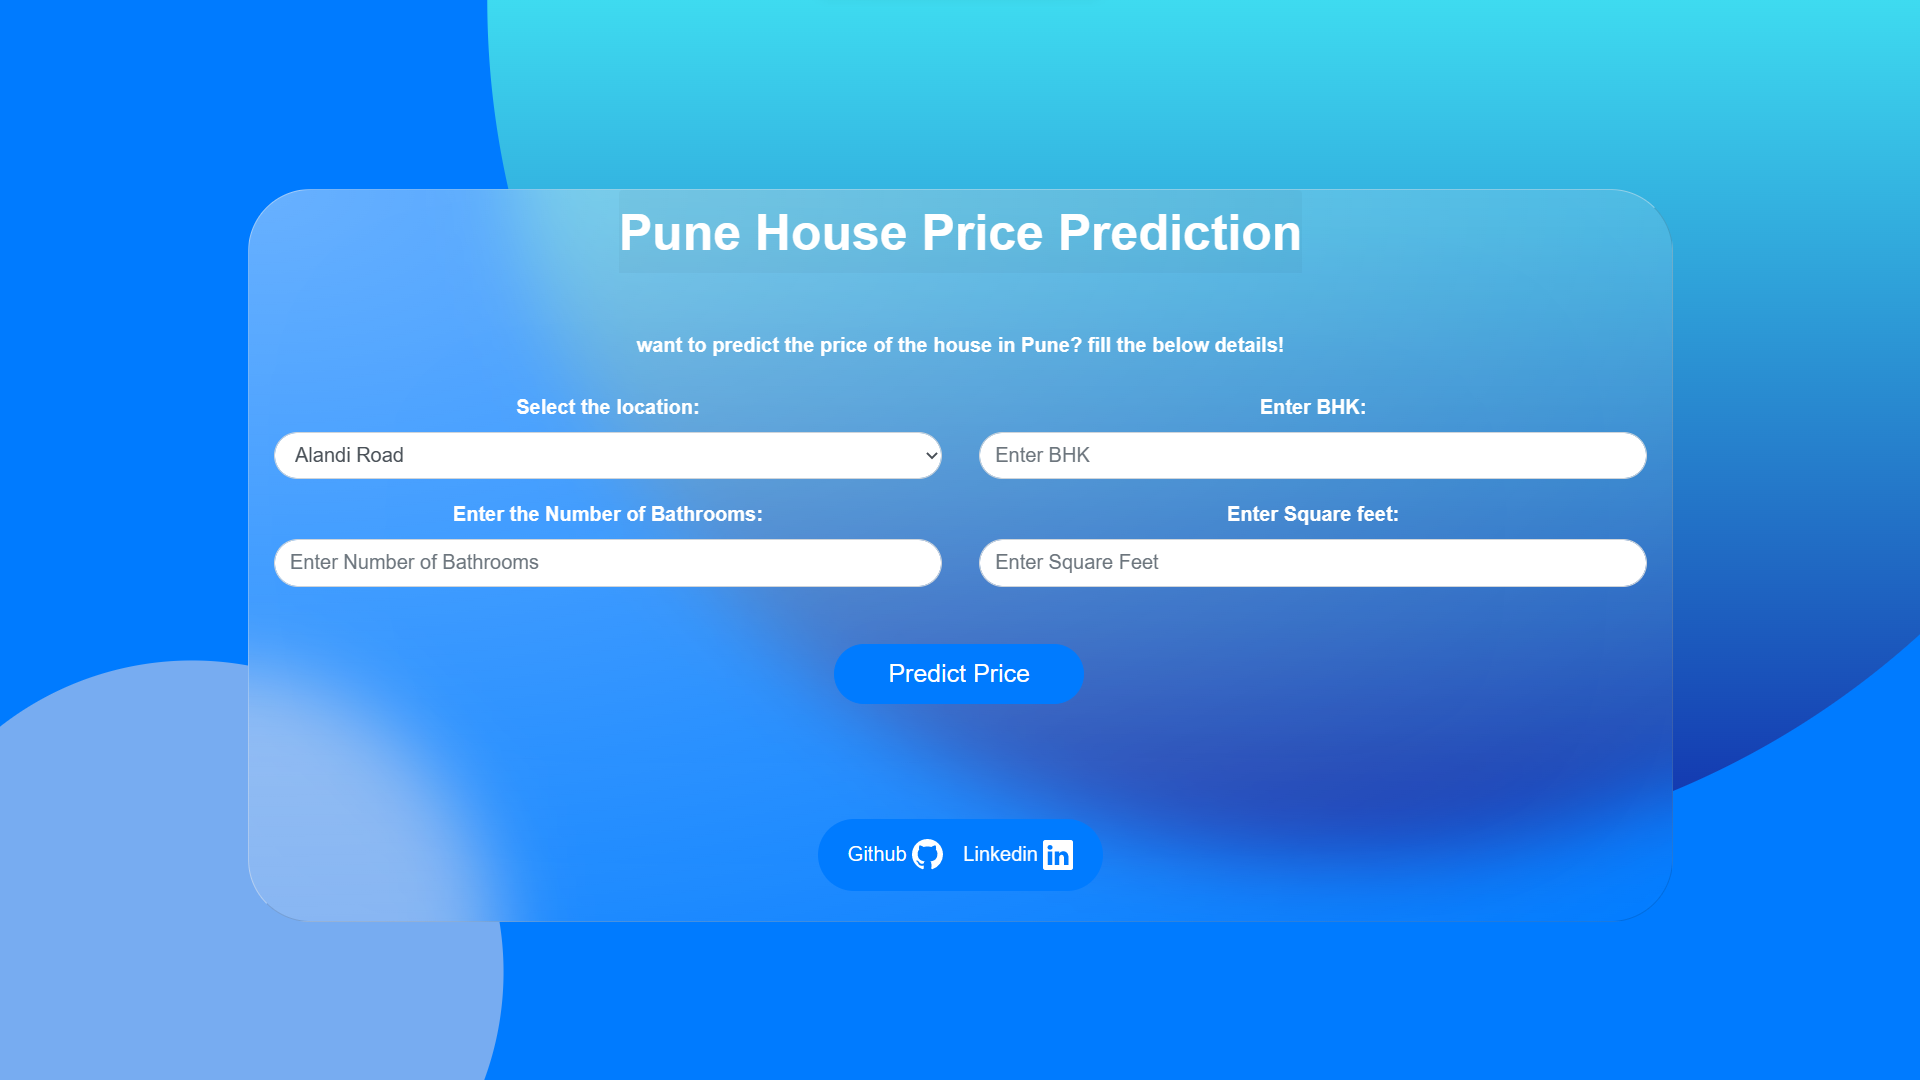 Pune House Price Prediction
want to predict the price of the house in Pune? fill the below details!
Select the location:
Alandi Road
Enter BHK:
Enter BHK
Enter the Number of Bathrooms:
Enter Number of Bathrooms
Enter Square feet:
Enter Square Feet
Predict Price
Github Linkedin in